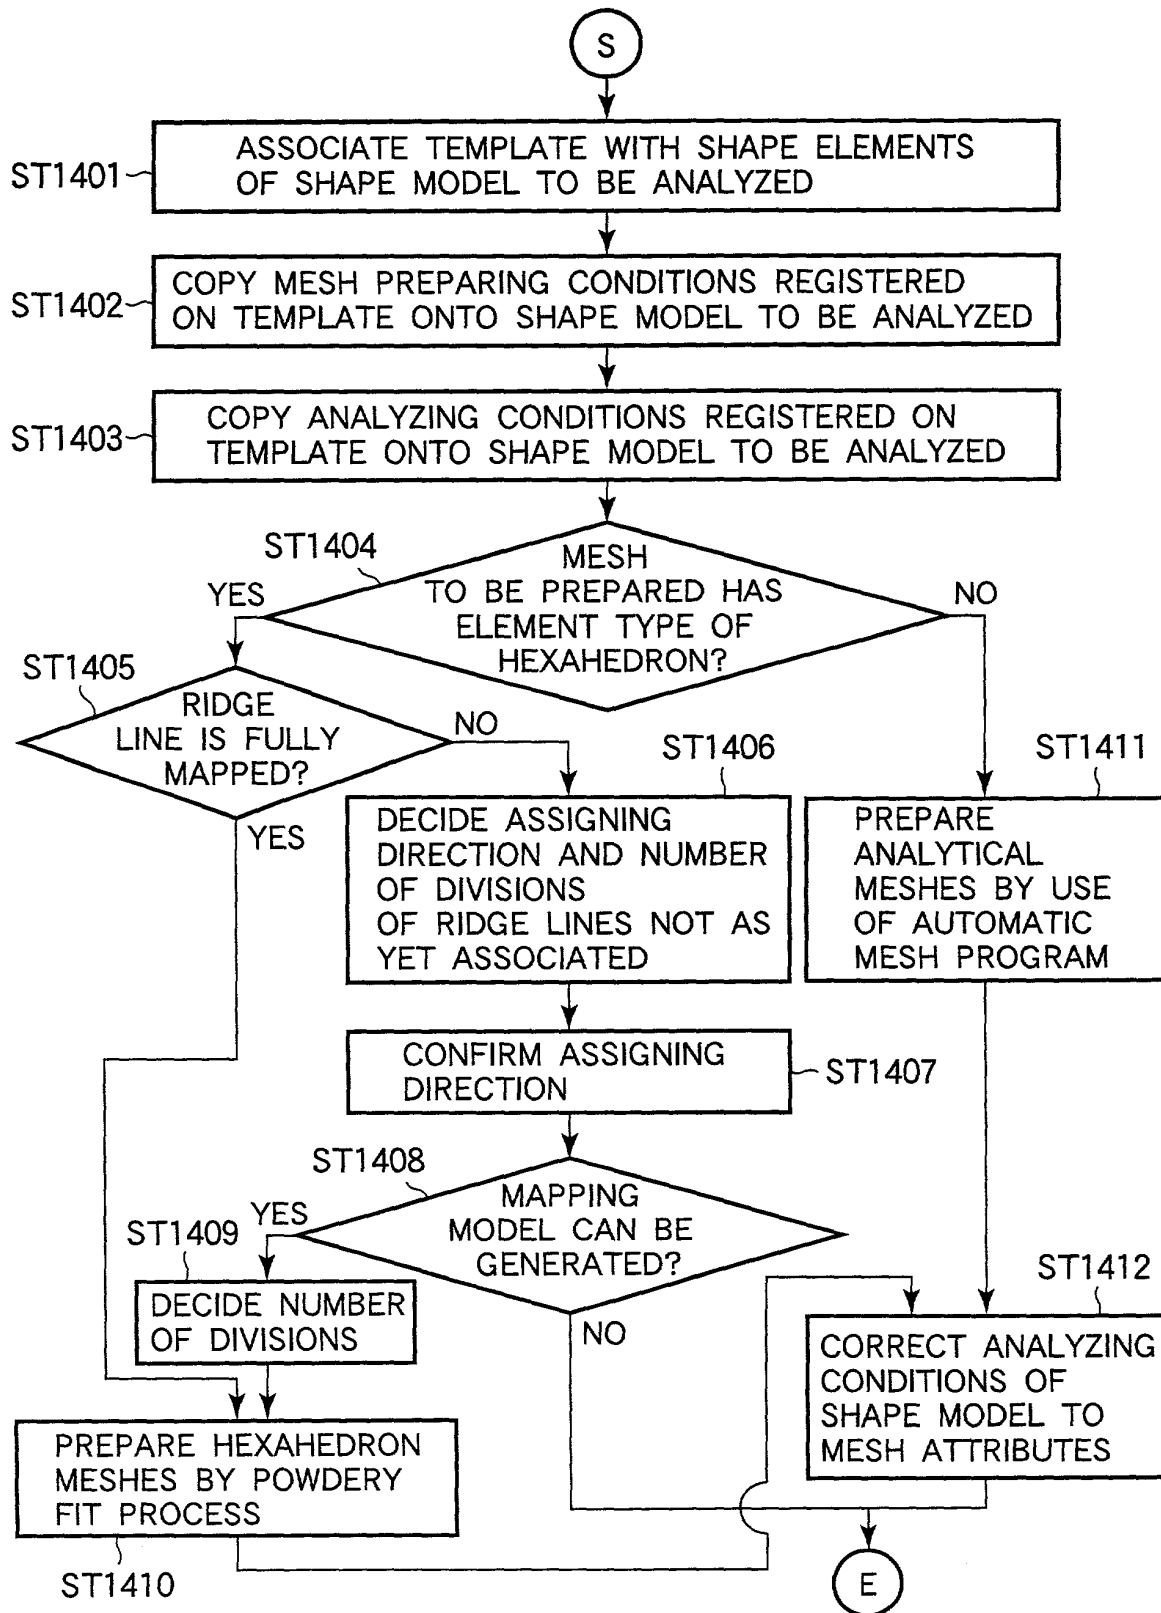 S
ST1401
ASSOCIATE TEMPLATE WITH SHAPE ELEMENTS
OF SHAPE MODEL TO BE ANALYZED
ST1402
COPY MESH PREPARING CONDITIONS REGISTERED
ON TEMPLATE ONTO SHAPE MODEL TO BE ANALYZED
ST1403
COPY ANALYZING CONDITIONS REGISTERED ON
TEMPLATE ONTO SHAPE MODEL TO BE ANALYZED
ST1404
MESH
TO BE PREPARED HAS
ELEMENT TYPE OF
HEXAHEDRON?
YES
NO
ST1405
RIDGE
LINE IS FULLY
MAPPED?
NO
YES
ST1406
DECIDE ASSIGNING
DIRECTION AND NUMBER
OF DIVISIONS
OF RIDGE LINES NOT AS
YET ASSOCIATED
ST1411
PREPARE
ANALYTICAL
MESHES BY USE
OF AUTOMATIC
MESH PROGRAM
CONFIRM ASSIGNING
DIRECTION
ST1407
ST1408
MAPPING
MODEL CAN BE
GENERATED?
YES
NO
ST1409
DECIDE NUMBER
OF DIVISIONS
ST1412
CORRECT ANALYZING
CONDITIONS OF
SHAPE MODEL TO
MESH ATTRIBUTES
PREPARE HEXAHEDRON
MESHES BY POWDERY
FIT PROCESS
ST1410
E